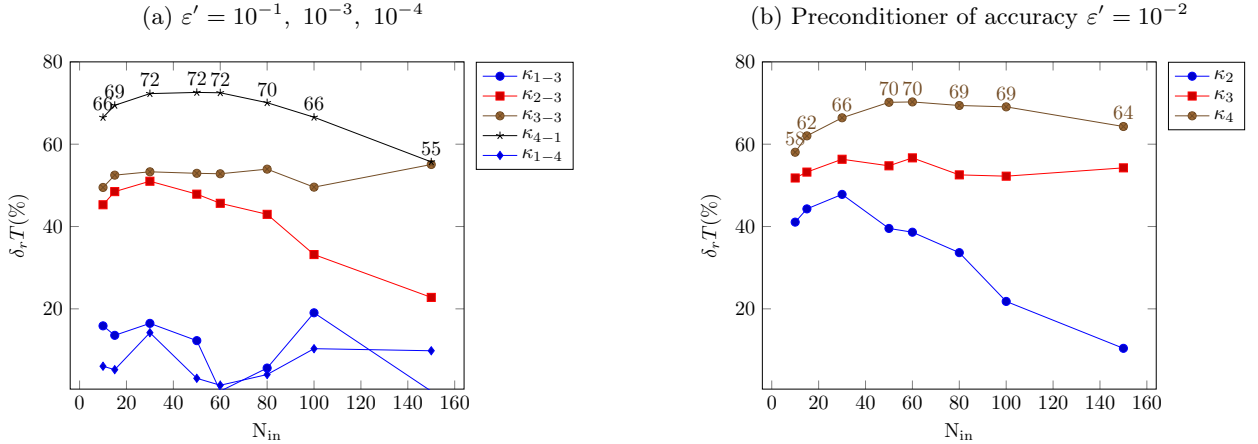 (a) ε′ = 10⁻¹, 10⁻³, 10⁻⁴
80
60
40
20
0 20 40 60 80 100 120 140 160
δᵣT(%)
N_in
66 69 72 72 72 70 66 55
κ₁₋₃
κ₂₋₃
κ₃₋₃
κ₄₋₁
κ₁₋₄
(b) Preconditioner of accuracy ε′ = 10⁻²
80
60
40
20
0 20 40 60 80 100 120 140 160
δᵣT(%)
N_in
58 62 66 70 70 69 69 64
κ₂
κ₃
κ₄